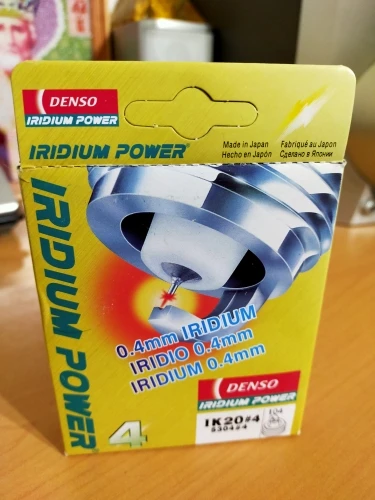 DENSO
IRIDIUM POWER
IRIDIUM POWER®
Made in Japan Fabriqué au Japon
Hecho en Japón Сделано в Японии
IRIDIUM POWER®
0.4mm IRIDIUM
IRIDIO 0.4mm
IRIDIUM 0.4mm
DENSO
IRIDIUM POWER
4
IK20#4
530424